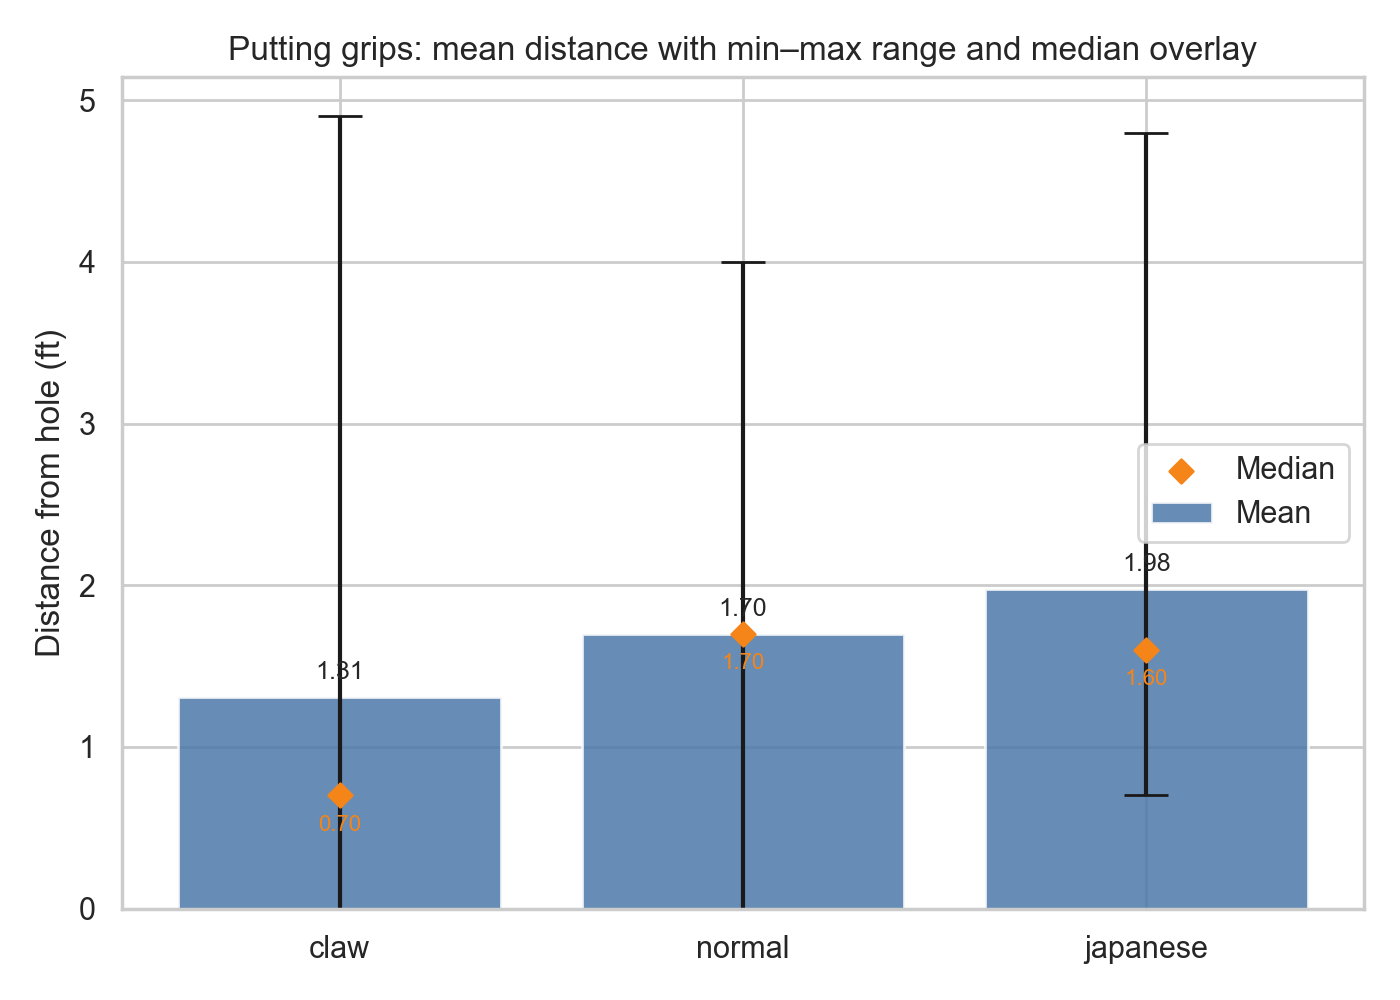 Putting grips: mean distance with min–max range and median overlay
Distance from hole (ft)
5
4
3
2
1
0
Median
Mean
1.31
1.70
1.98
0.70
1.70
1.60
claw
normal
japanese